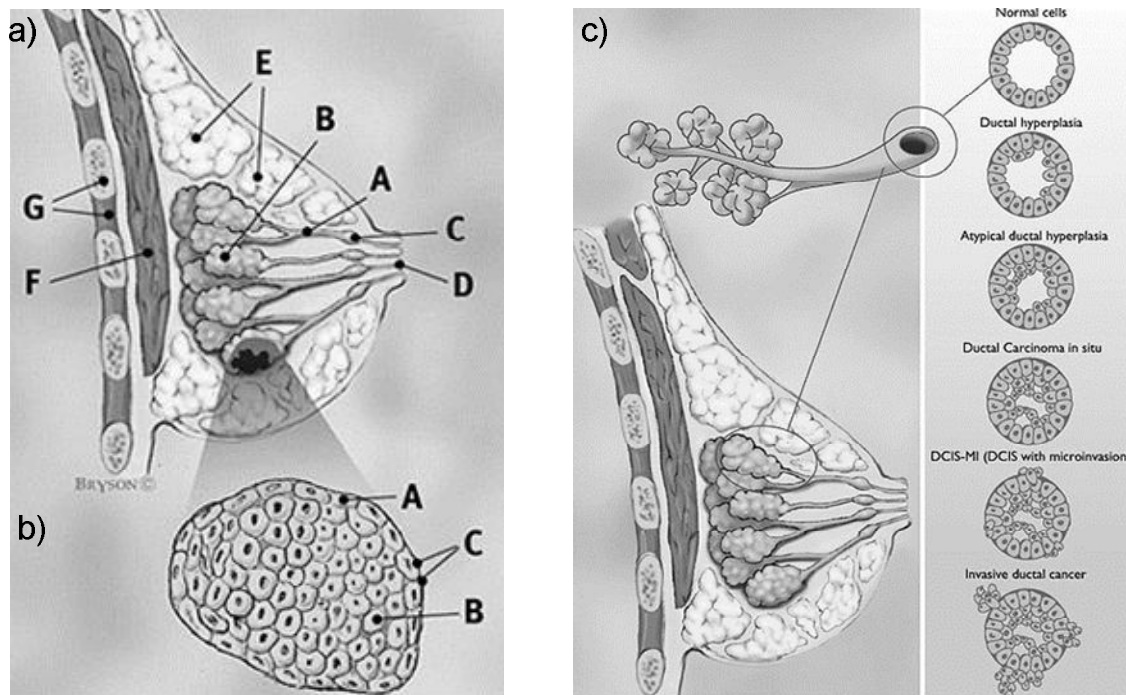 a)
E
B
A
G
C
F
D
BRYSON ©
b)
A
C
B
c)
Normal cells
Ductal hyperplasia
Atypical ductal hyperplasia
Ductal Carcinoma in situ
DCIS-MI (DCIS with microinvasion
Invasive ductal cancer